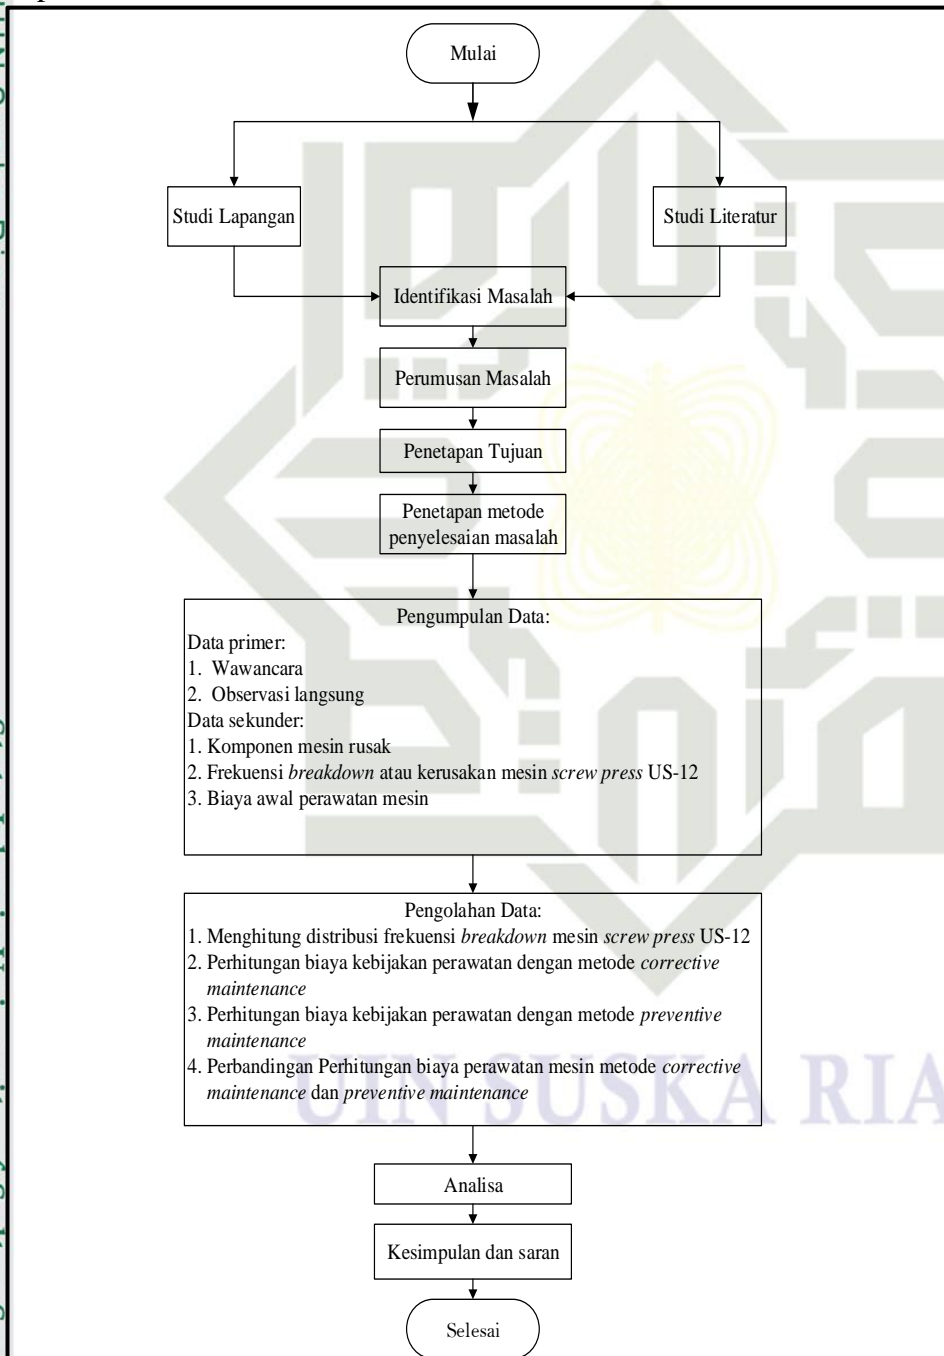 Mulai
Studi Lapangan
Studi Literatur
Identifikasi Masalah
Perumusan Masalah
Penetapan Tujuan
Penetapan metode
penyelesaian masalah
Pengumpulan Data:
Data primer:
1. Wawancara
2. Observasi langsung
Data sekunder:
1. Komponen mesin rusak
2. Frekuensi breakdown atau kerusakan mesin screw press US-12
3. Biaya awal perawatan mesin
Pengolahan Data:
1. Menghitung distribusi frekuensi breakdown mesin screw press US-12
2. Perhitungan biaya kebijakan perawatan dengan metode corrective
maintenance
3. Perhitungan biaya kebijakan perawatan dengan metode preventive
maintenance
4. Perbandingan Perhitungan biaya perawatan mesin metode corrective
maintenance dan preventive maintenance
UIN SUSKA RIA
Analisa
Kesimpulan dan saran
Selesai